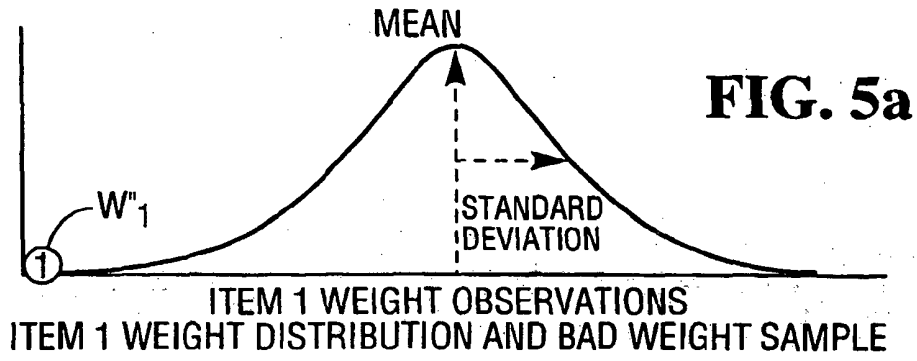 MEAN
FIG. 5a
W"1
1
STANDARD
DEVIATION
ITEM 1 WEIGHT OBSERVATIONS
ITEM 1 WEIGHT DISTRIBUTION AND BAD WEIGHT SAMPLE